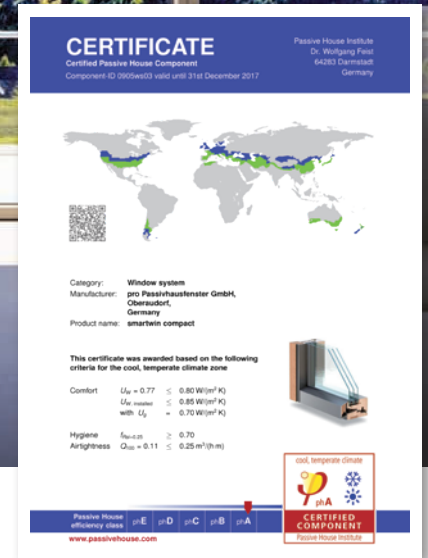 CERTIFICATE
Certified Passive House Component
Component-ID 0905ws03 valid until 31st December 2017
Passive House Institute
Dr. Wolfgang Feist
64283 Darmstadt
Germany
Category: Window system
Manufacturer: pro Passivhausfenster GmbH,
Oberaudorf,
Germany
Product name: smartwin compact
This certificate was awarded based on the following
criteria for the cool, temperate climate zone
Comfort UW = 0.77 ≤ 0.80 W/(m² K)
UW, installed ≤ 0.85 W/(m² K)
with Ug = 0.70 W/(m² K)
Hygiene fRsi=0.25 ≥ 0.70
Airtightness Q100 = 0.11 ≤ 0.25 m³/(h m)
cool, temperate climate
phA
CERTIFIED
COMPONENT
Passive House Institute
Passive House
efficiency class
phE phD phC phB phA
www.passivehouse.com